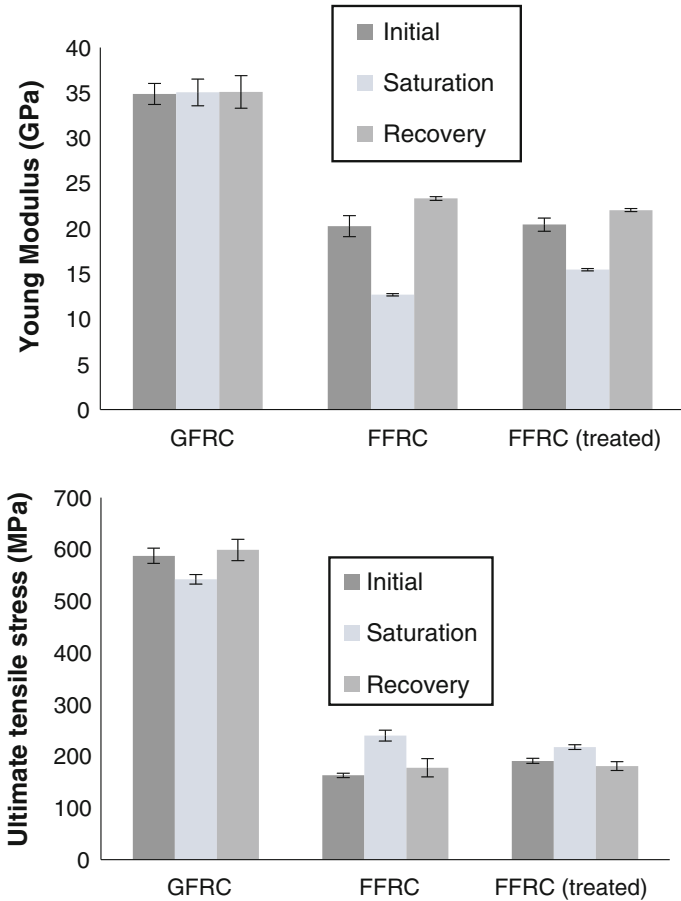 Initial
Saturation
Recovery
Young Modulus (GPa)
40
35
30
25
20
15
10
5
0
GFRC
FFRC
FFRC (treated)
Ultimate tensile stress (MPa)
700
600
500
400
300
200
100
0
Initial
Saturation
Recovery
GFRC
FFRC
FFRC (treated)